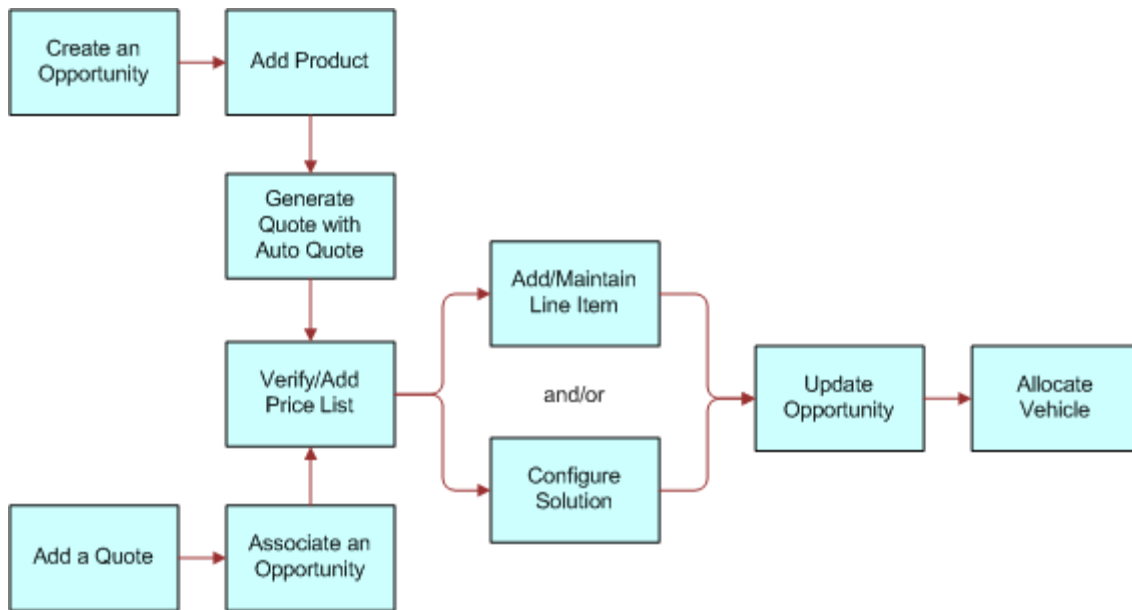 Create an
Opportunity
Add Product
Generate
Quote with
Auto Quote
Add/Maintain
Line Item
Verify/Add
Price List
and/or
Update
Opportunity
Allocate
Vehicle
Configure
Solution
Add a Quote
Associate an
Opportunity